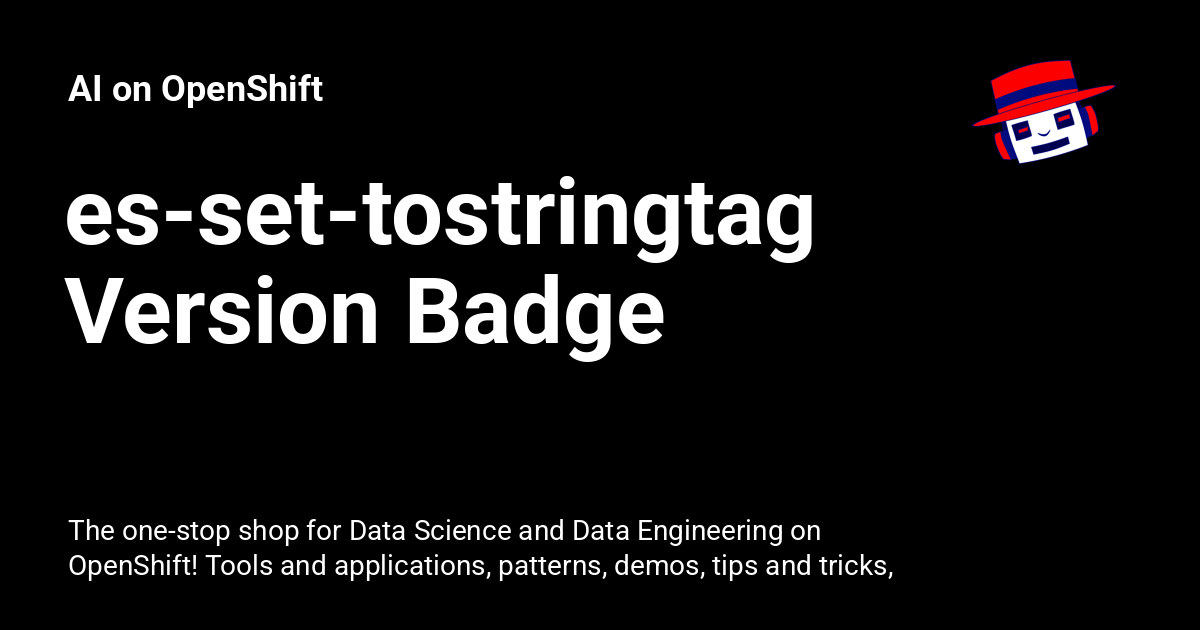 AI on OpenShift
es-set-tostringtag
Version Badge
The one-stop shop for Data Science and Data Engineering on
OpenShift! Tools and applications, patterns, demos, tips and tricks,